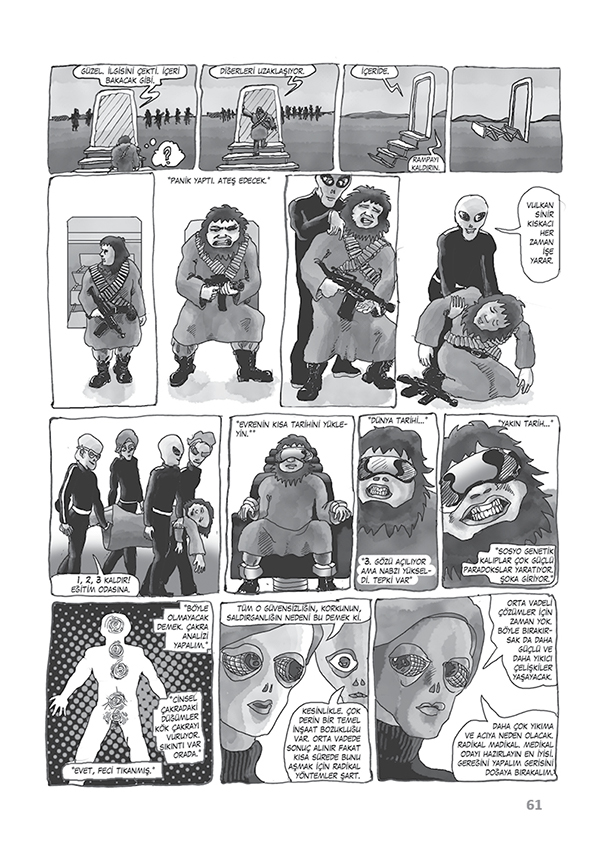 GÜZEL. İLGİSİNİ ÇEKTİ. İÇERİ
BAKACAK GİBİ.
?
DİĞERLERİ UZAKLAŞIYOR.
İÇERİDE.
RAMPAYI
KALDIRIN.
"PANİK YAPTI. ATEŞ EDECEK."
VULKAN
SİNİR
KISKACI
HER
ZAMAN
İŞE
YARAR.
1, 2, 3 KALDIR!
EĞİTİM ODASINA.
"EVRENİN KISA TARİHİNİ YÜKLE-
YİN.""
"DÜNYA TARİHİ..."
"3. GÖZÜ AÇILIYOR
AMA NABZI YÜKSEL-
Dİ. TEPKİ VAR"
"YAKIN TARİH..."
"SOSYO GENETİK
KALIPLAR ÇOK GÜÇLÜ
PARADOKSLAR YARATIYOR.
ŞOKA GİRİYOR."
"BÖYLE
OLMAYACAK
DEMEK. ÇAKRA
ANALİZİ
YAPALIM."
"CİNSEL
ÇAKRADAKİ
DÜĞÜMLER
KÖK ÇAKRAYI
VURUYOR.
SIKINTI VAR
ORADA."
"EVET, FECİ TIKANMIŞ."
TÜM O GÜVENSİZLİĞİN, KORKUNUN,
SALDIRGANLIĞIN NEDENİ BU DEMEK Kİ.
KESİNLİKLE. ÇOK
DERİN BİR TEMEL
İNŞAAT BOZUKLUĞU
VAR. ORTA VADEDE
SONUÇ ALINIR FAKAT
KISA SÜREDE BUNU
AŞMAK İÇİN RADİKAL
YÖNTEMLER ŞART.
ORTA VADELİ
ÇÖZÜMLER İÇİN
ZAMAN YOK.
BÖYLE BIRAKIR-
SAK DA DAHA
GÜÇLÜ VE
DAHA YIKICI
ÇELİŞKİLER
YAŞAYACAK.
DAHA ÇOK YIKIMA
VE ACIYA NEDEN OLACAK.
RADİKAL MADİKAL. MEDİKAL
ODAYI HAZIRLAYIN EN İYİSİ.
GEREĞİNİ YAPALIM GERİSİNİ
DOĞAYA BIRAKALIM.
61